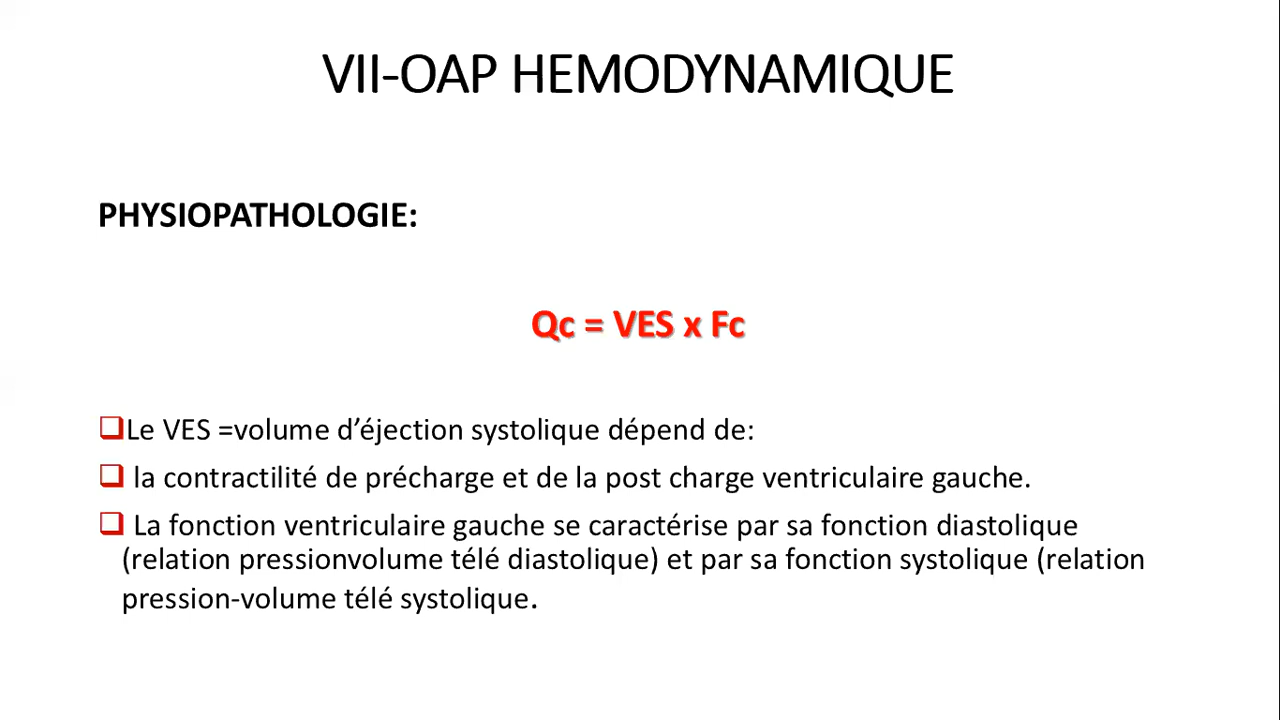 VII-OAP HEMODYNAMIQUE
PHYSIOPATHOLOGIE:
Qc = VES x Fc
Le VES =volume d’éjection systolique dépend de:
la contractilité de précharge et de la post charge ventriculaire gauche.
La fonction ventriculaire gauche se caractérise par sa fonction diastolique
(relation pressionvolume télé diastolique) et par sa fonction systolique (relation
pression-volume télé systolique.